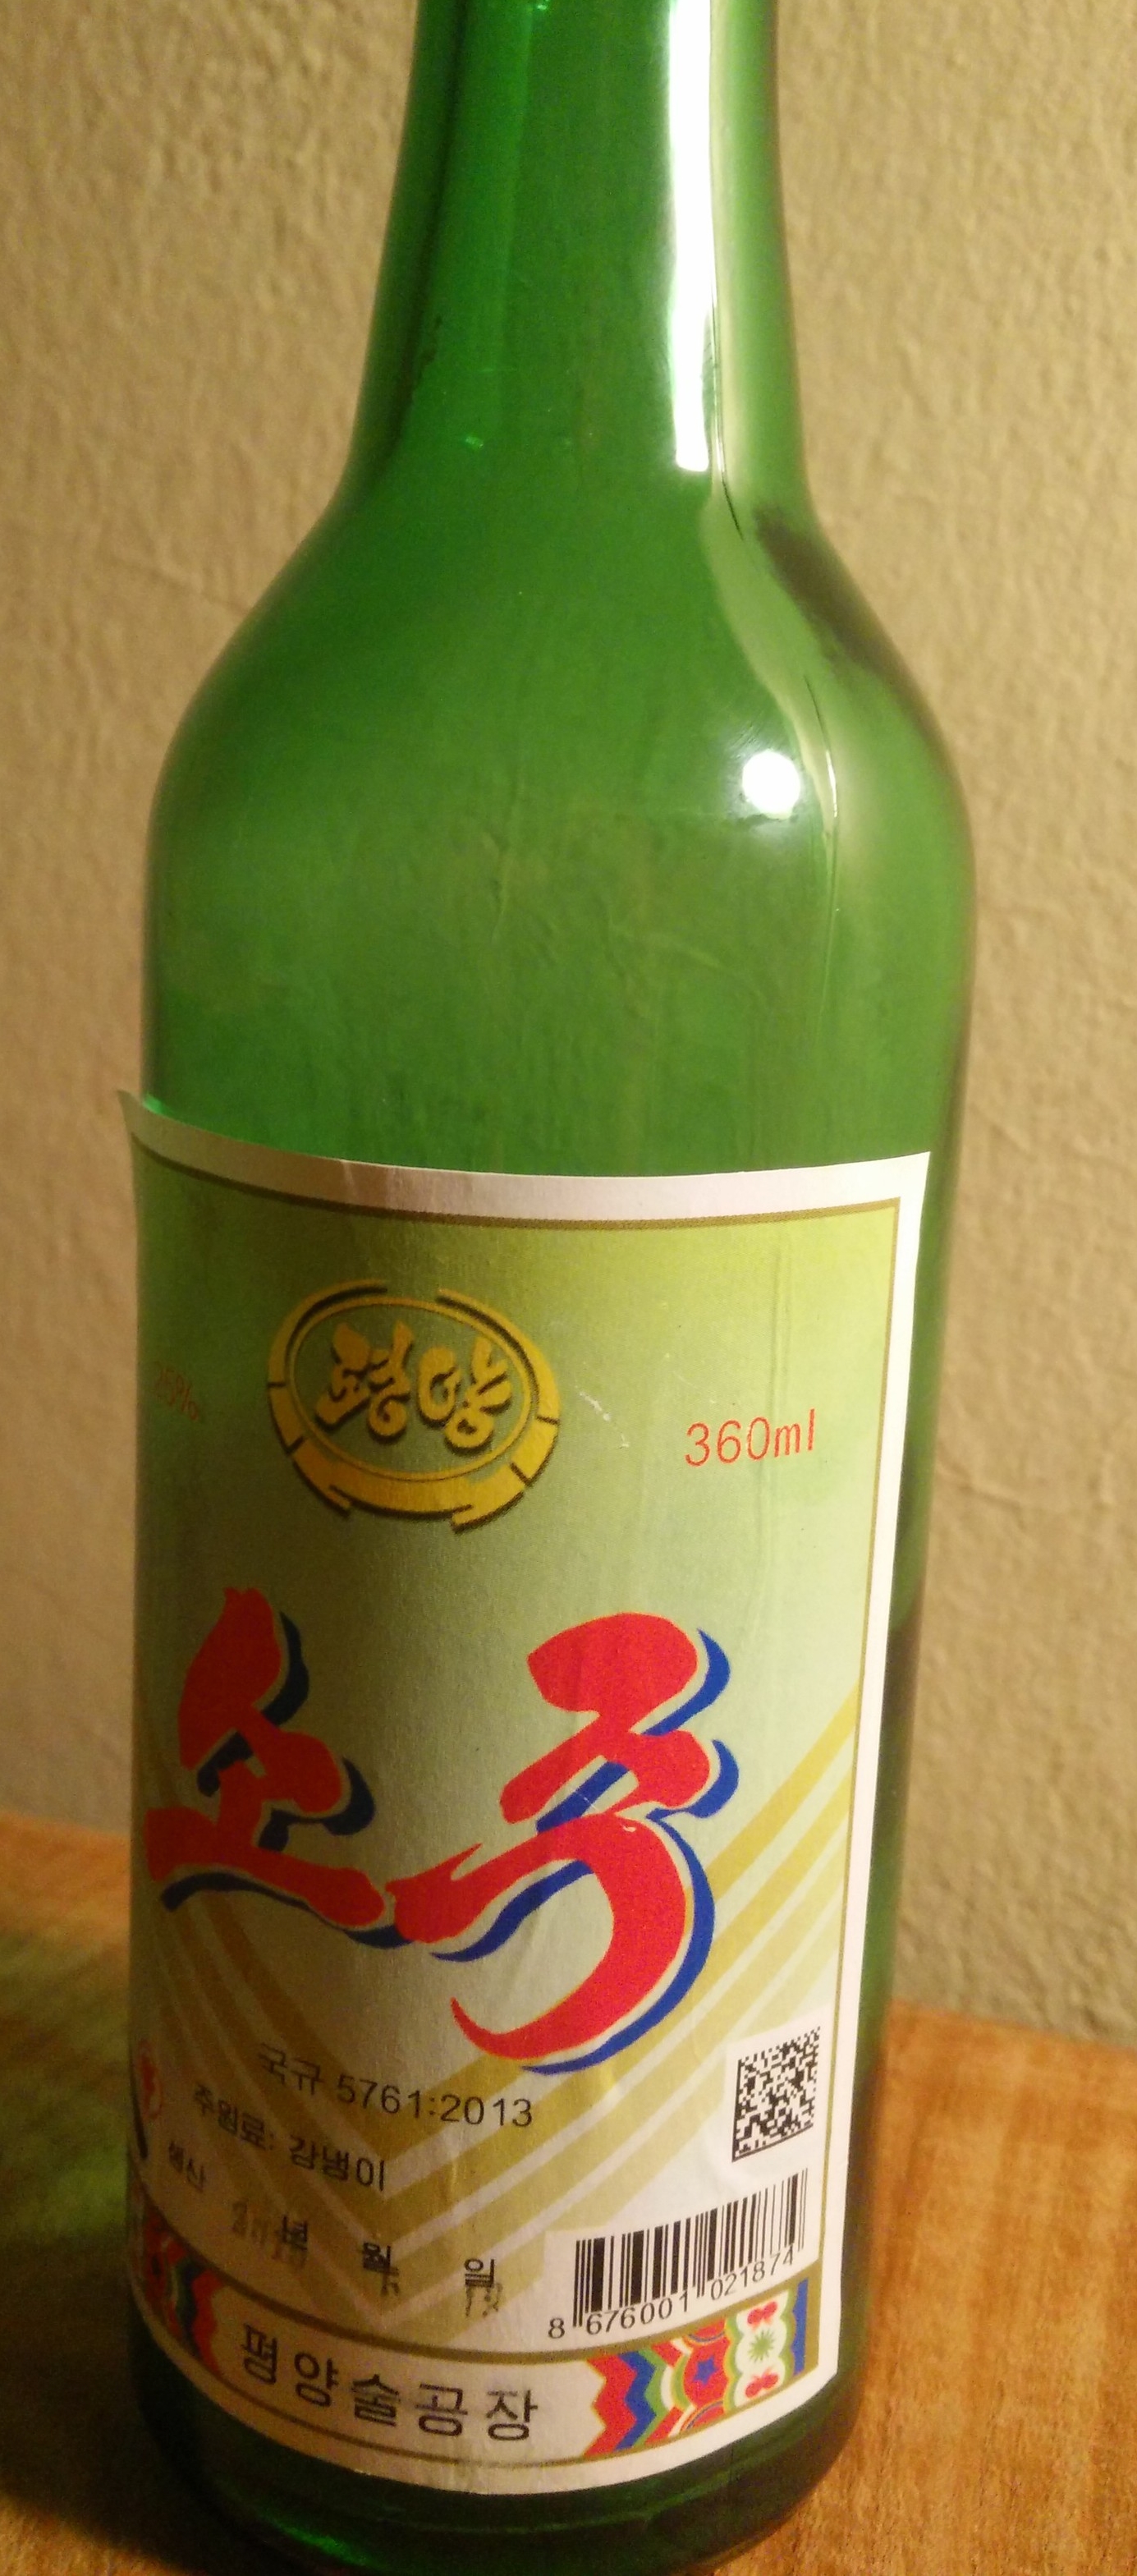 평양
25%
360ml
소주
국규 5761:2013
주원료: 강냉이
년 월 일
8 676001 021874
평양술공장